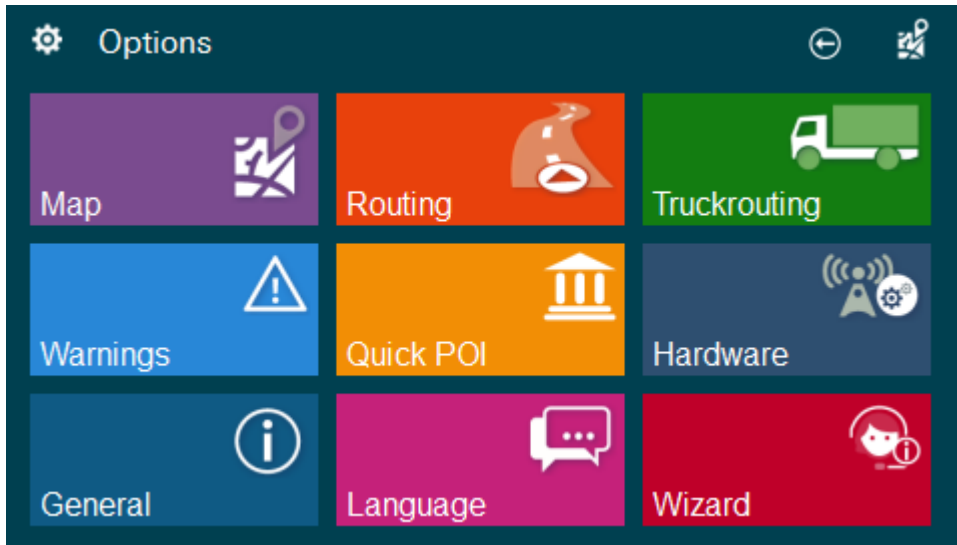 Options
Map
Routing
Truckrouting
Warnings
Quick POI
Hardware
General
Language
Wizard